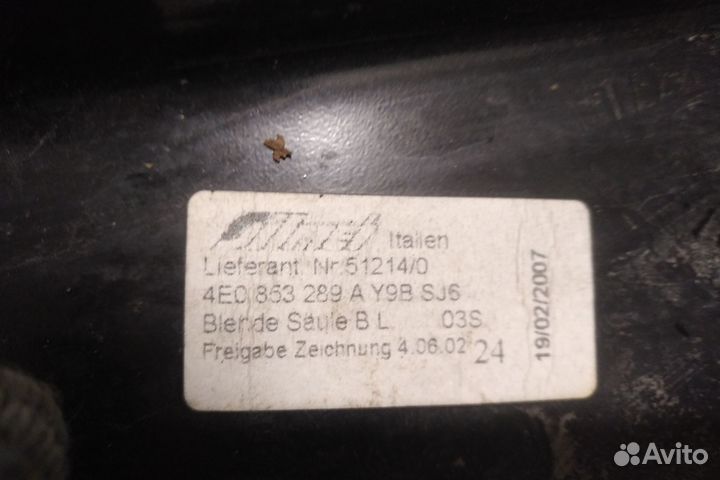 Italien
Lieferant. Nr.51214/0
4E0 853 289 A Y9B SJ6
Blende Säule B L 03S
Freigabe Zeichnung 4.06.02 24
19/02/2007
Avito